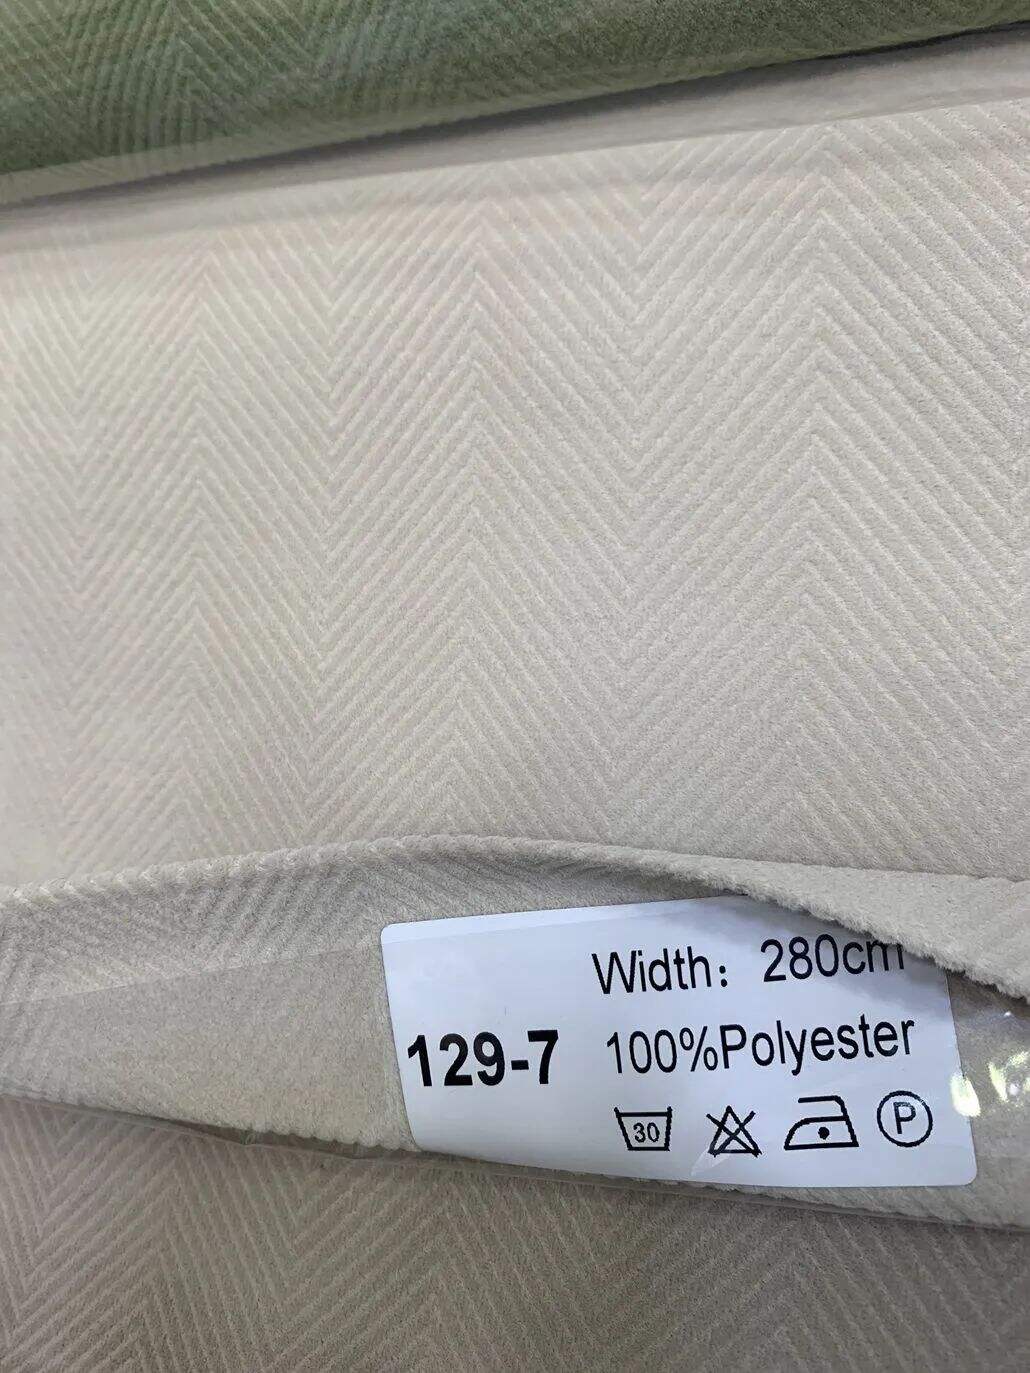 Width: 280cm
129-7
100%Polyester
30
P